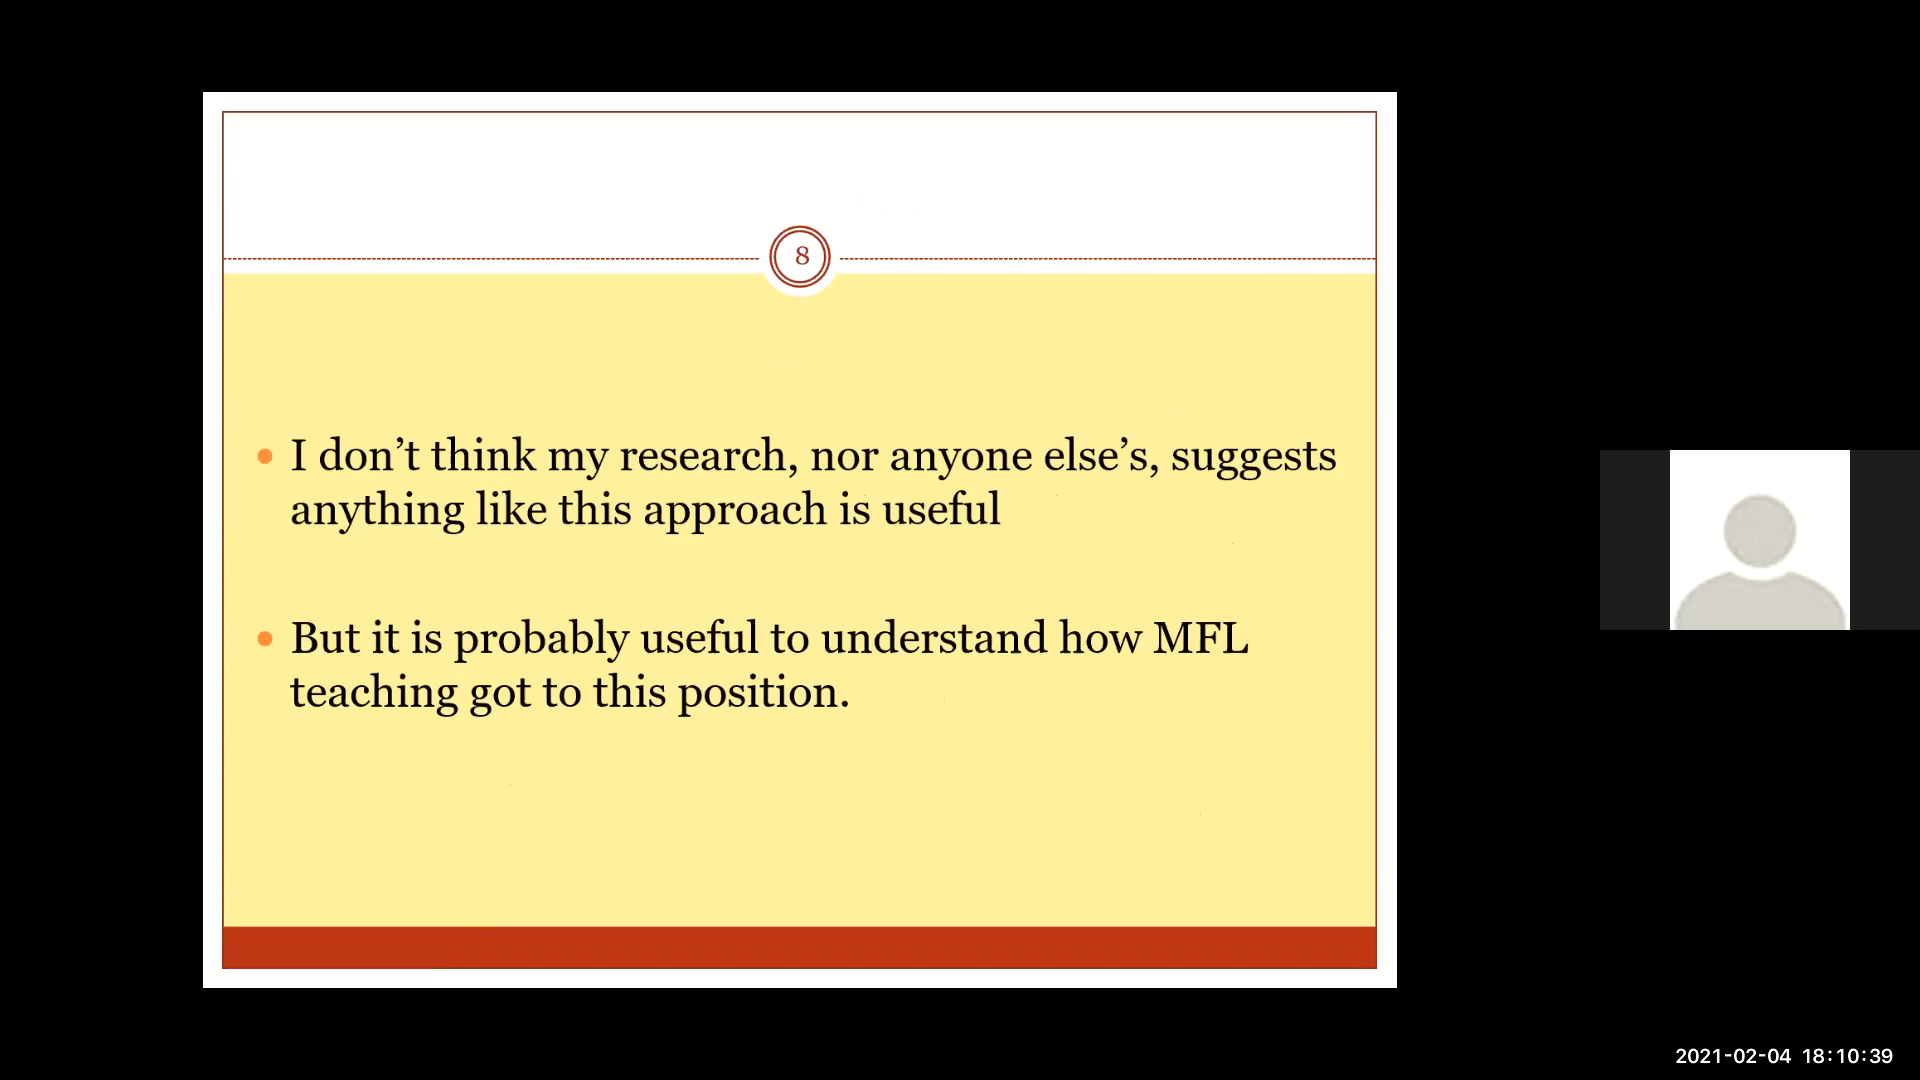 8
I don’t think my research, nor anyone else’s, suggests
anything like this approach is useful
But it is probably useful to understand how MFL
teaching got to this position.
2021-02-04 18:10:39